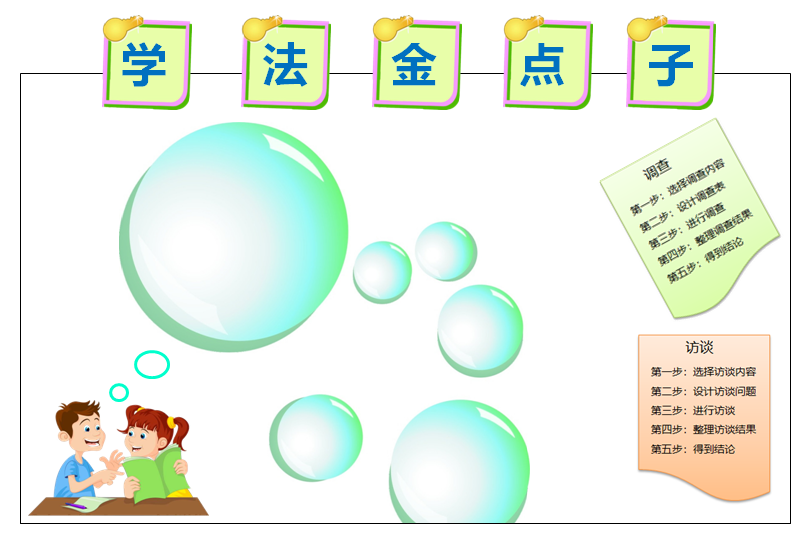 学法金点子
调查
第一步：选择调查内容
第二步：设计调查表
第三步：进行调查
第四步：整理调查结果
第五步：得到结论
访谈
第一步：选择访谈内容
第二步：设计访谈问题
第三步：进行访谈
第四步：整理访谈结果
第五步：得到结论